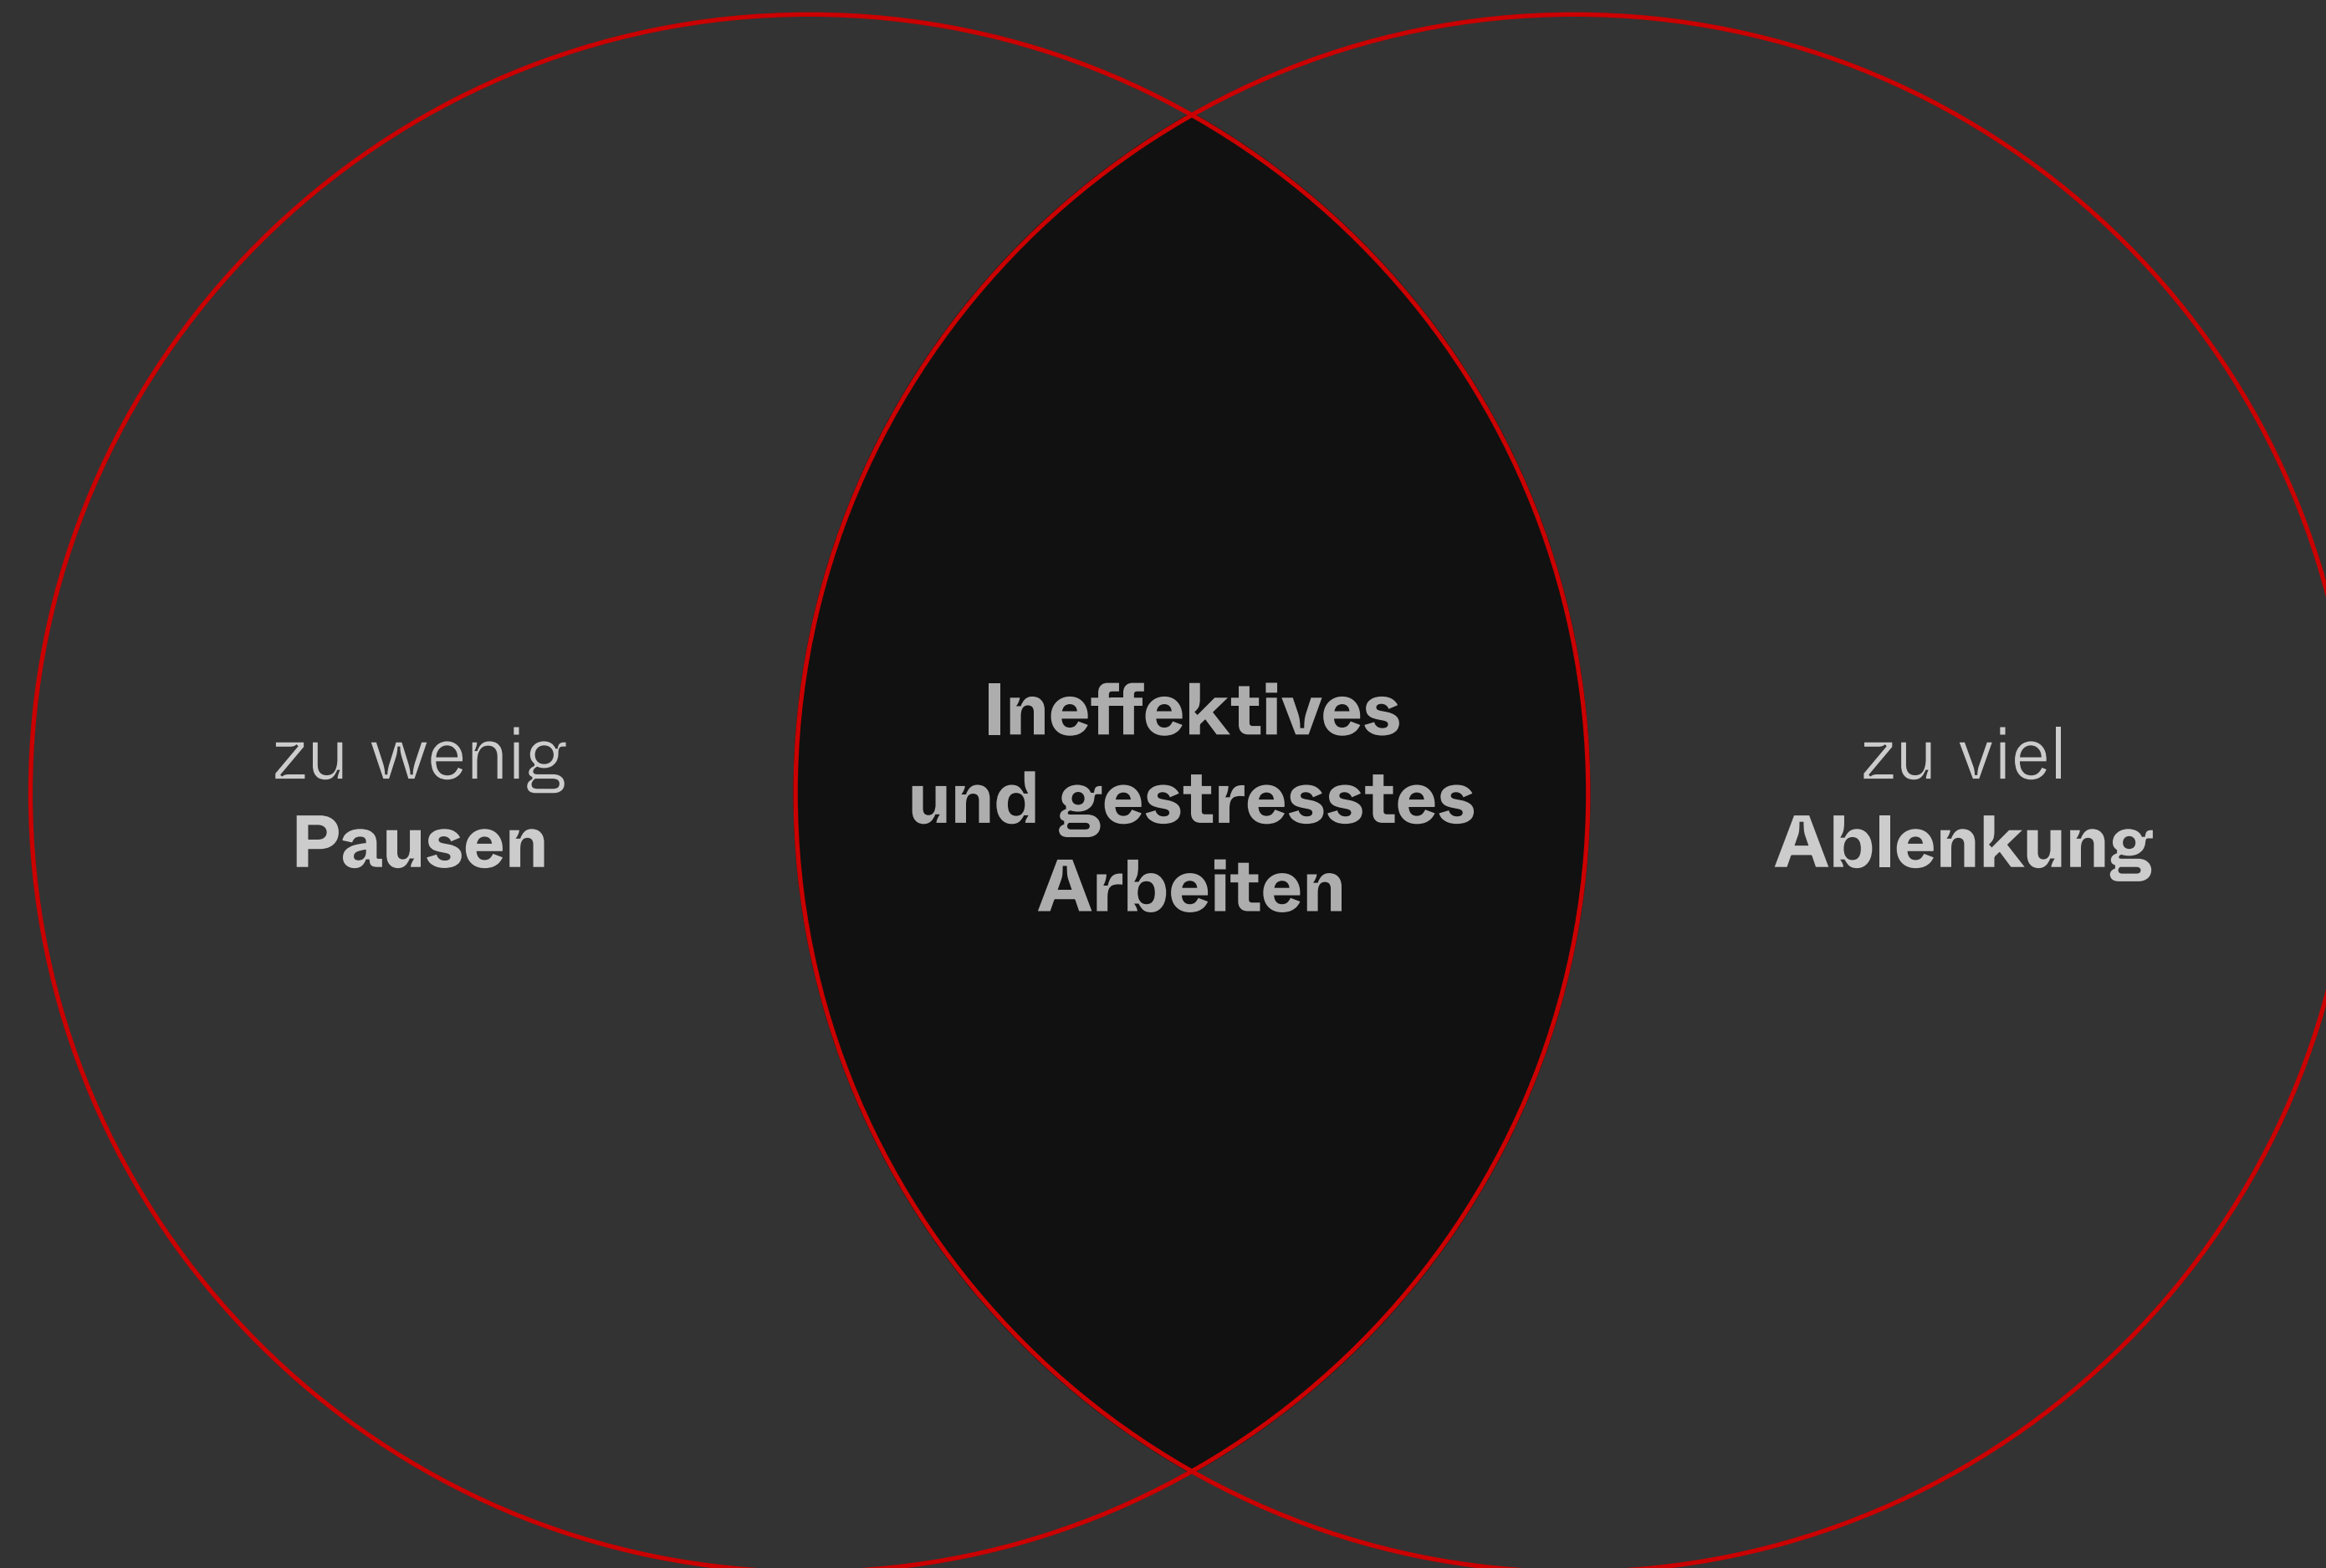 zu wenig
Pausen
Ineffektives
und gestresstes
Arbeiten
zu viel
Ablenkung